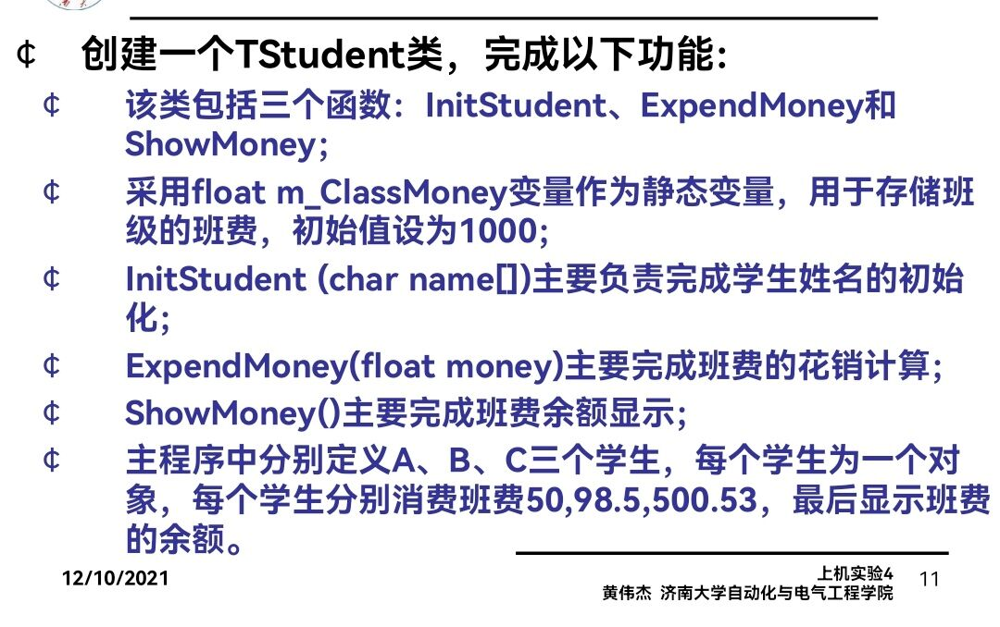 ¢ 创建一个TStudent类，完成以下功能：
¢ 该类包括三个函数：InitStudent、ExpendMoney和
ShowMoney；
¢ 采用float m_ClassMoney变量作为静态变量，用于存储班
级的班费，初始值设为1000；
¢ InitStudent (char name[])主要负责完成学生姓名的初始
化；
¢ ExpendMoney(float money)主要完成班费的花销计算；
¢ ShowMoney()主要完成班费余额显示；
¢ 主程序中分别定义A、B、C三个学生，每个学生为一个对
象，每个学生分别消费班费50,98.5,500.53，最后显示班费
的余额。
12/10/2021
上机实验4
黄伟杰 济南大学自动化与电气工程学院
11